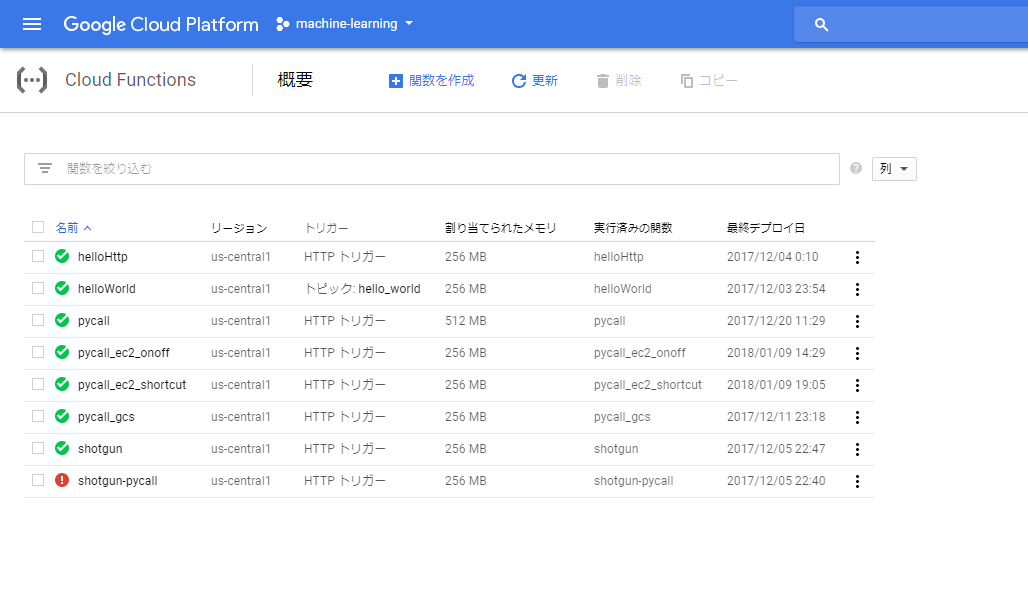 Google Cloud Platform machine-learning
Cloud Functions 概要 関数を作成 更新 削除 コピー
関数を絞り込む 列
名前 リージョン トリガー 割り当てられたメモリ 実行済みの関数 最終デプロイ日
helloHttp us-central1 HTTP トリガー 256 MB helloHttp 2017/12/04 0:10
helloWorld us-central1 トピック: hello_world 256 MB helloWorld 2017/12/03 23:54
pycall us-central1 HTTP トリガー 512 MB pycall 2017/12/20 11:29
pycall_ec2_onoff us-central1 HTTP トリガー 256 MB pycall_ec2_onoff 2018/01/09 14:29
pycall_ec2_shortcut us-central1 HTTP トリガー 256 MB pycall_ec2_shortcut 2018/01/09 19:05
pycall_gcs us-central1 HTTP トリガー 256 MB pycall_gcs 2017/12/11 23:18
shotgun us-central1 HTTP トリガー 256 MB shotgun 2017/12/05 22:47
shotgun-pycall us-central1 HTTP トリガー 256 MB shotgun-pycall 2017/12/05 22:40